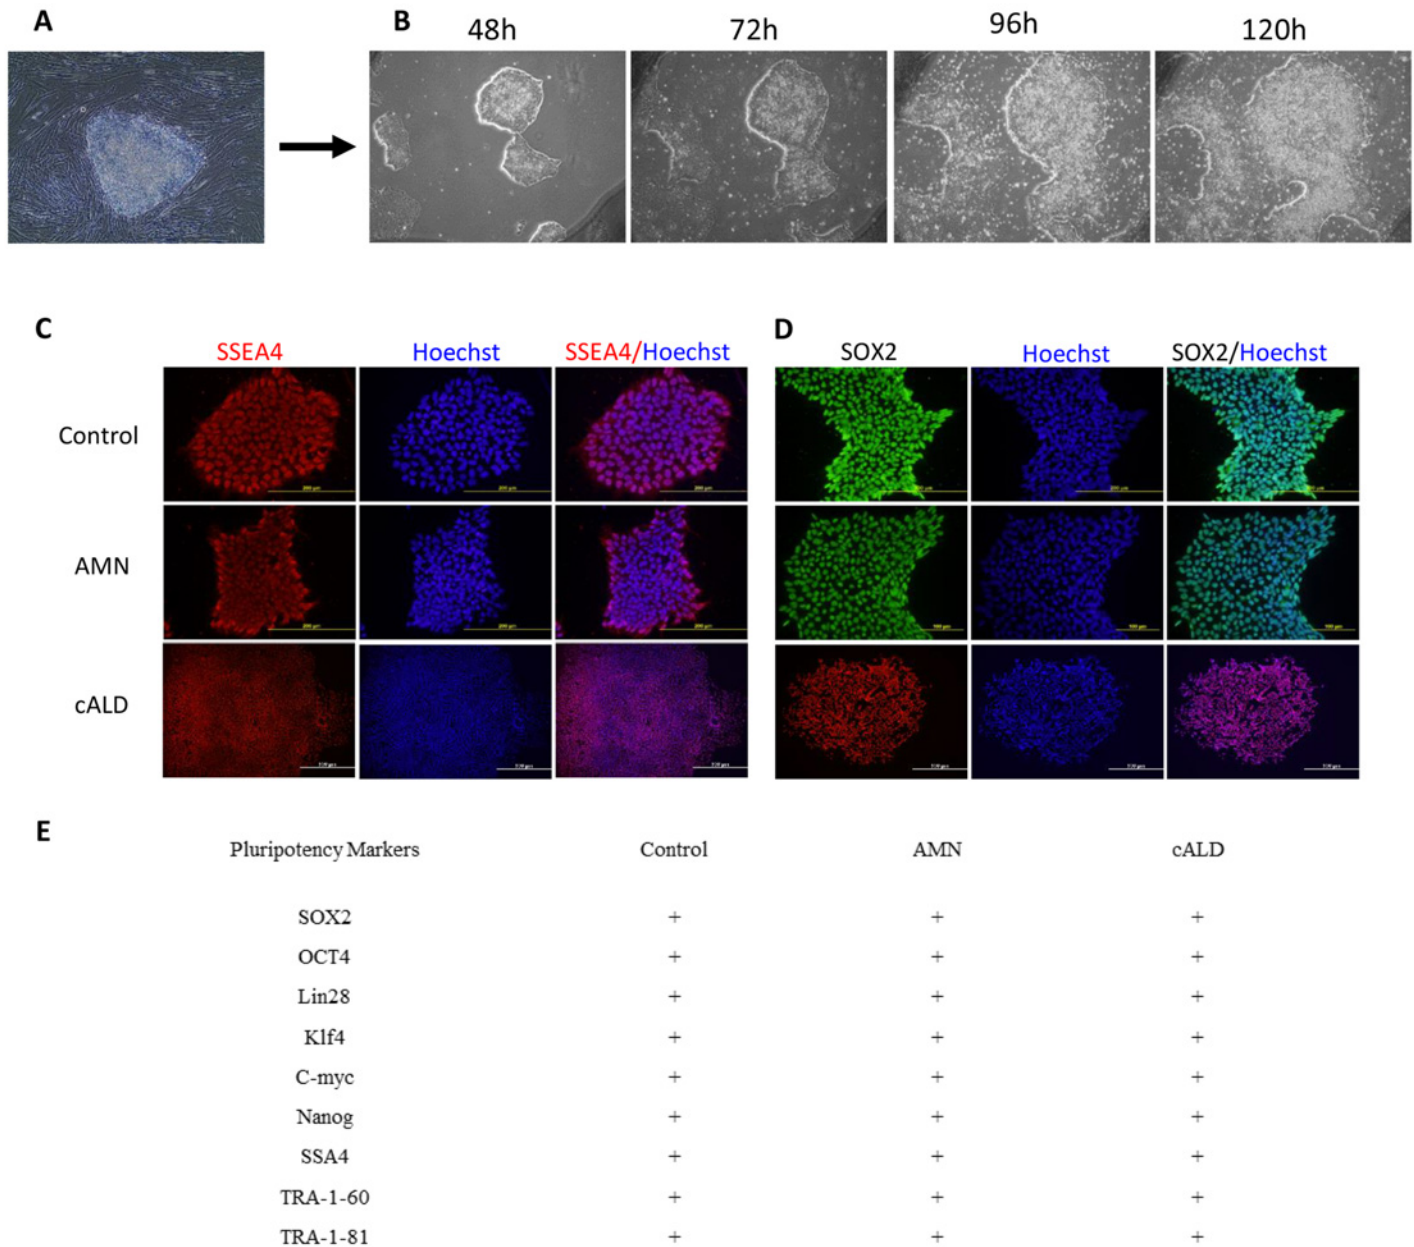 A
B
48h
72h
96h
120h
C
D
SSEA4
Hoechst
SSEA4/Hoechst
SOX2
Hoechst
SOX2/Hoechst
Control
AMN
cALD
E
Pluripotency Markers Control AMN cALD
SOX2 + + +
OCT4 + + +
Lin28 + + +
Klf4 + + +
C-myc + + +
Nanog + + +
SSA4 + + +
TRA-1-60 + + +
TRA-1-81 + + +